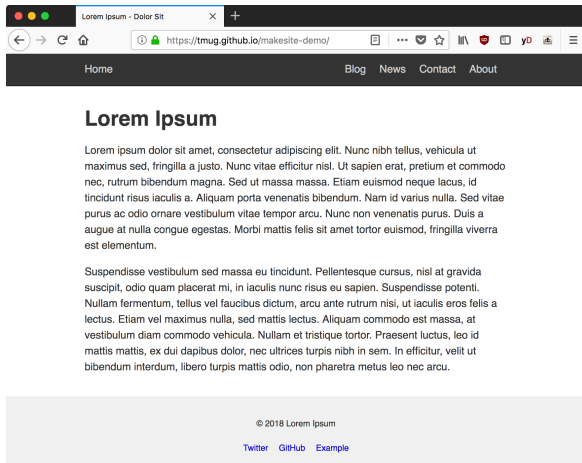 Lorem Ipsum - Dolor Sit
https://tmug.github.io/makesite-demo/
Home Blog News Contact About
Lorem Ipsum
Lorem ipsum dolor sit amet, consectetur adipiscing elit. Nunc nibh tellus, vehicula ut
maximus sed, fringilla a justo. Nunc vitae efficitur nisl. Ut sapien erat, pretium et commodo
nec, rutrum bibendum magna. Sed ut massa massa. Etiam euismod neque lacus, id
tincidunt risus iaculis a. Aliquam porta venenatis bibendum. Nam id varius nulla. Sed vitae
purus ac odio ornare vestibulum vitae tempor arcu. Nunc non venenatis purus. Duis a
augue at nulla congue egestas. Morbi mattis felis sit amet tortor euismod, fringilla viverra
est elementum.
Suspendisse vestibulum sed massa eu tincidunt. Pellentesque cursus, nisl at gravida
suscipit, odio quam placerat mi, in iaculis nunc risus eu sapien. Suspendisse potenti.
Nullam fermentum, tellus vel faucibus dictum, arcu ante rutrum nisi, ut iaculis eros felis a
lectus. Etiam vel maximus nulla, sed mattis lectus. Aliquam commodo est massa, at
vestibulum diam commodo vehicula. Nullam et tristique tortor. Praesent luctus, leo id
mattis mattis, ex dui dapibus dolor, nec ultrices turpis nibh in sem. In efficitur, velit ut
bibendum interdum, libero turpis mattis odio, non pharetra metus leo nec arcu.
© 2018 Lorem Ipsum
Twitter GitHub Example